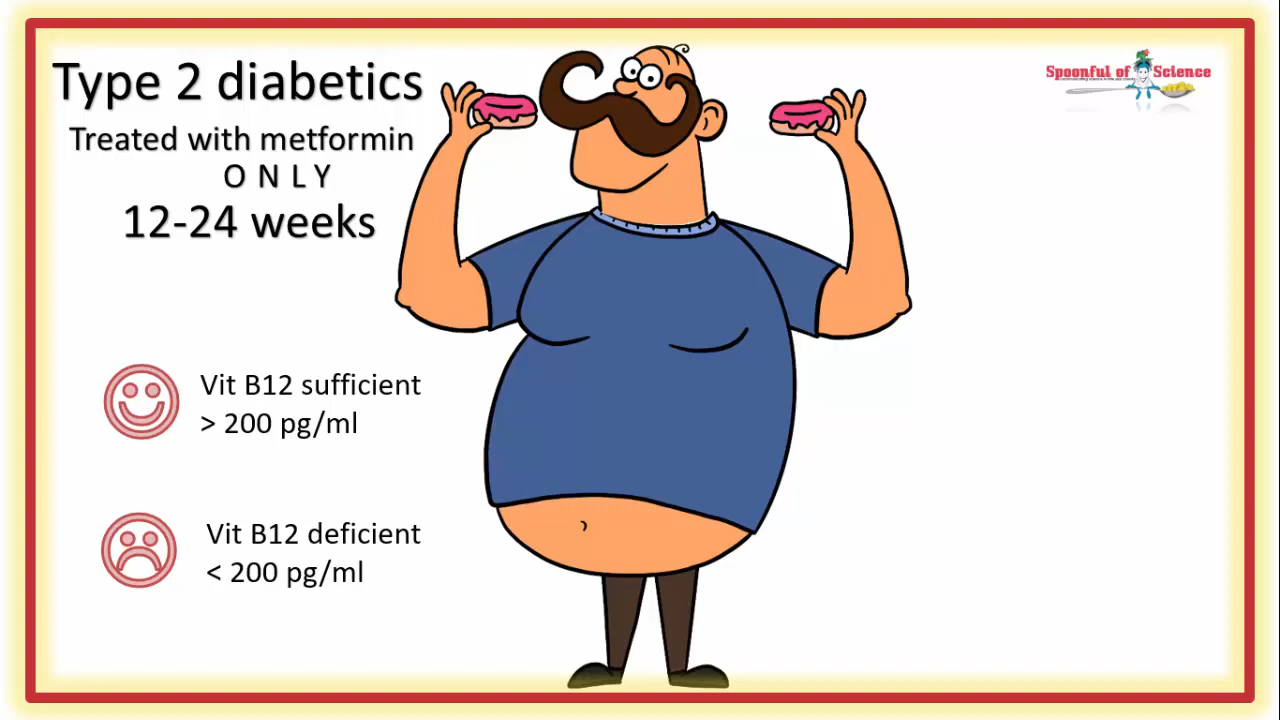 Type 2 diabetics
Treated with metformin
ONLY
12-24 weeks
Spoonful of Science
Vit B12 sufficient
> 200 pg/ml
Vit B12 deficient
< 200 pg/ml